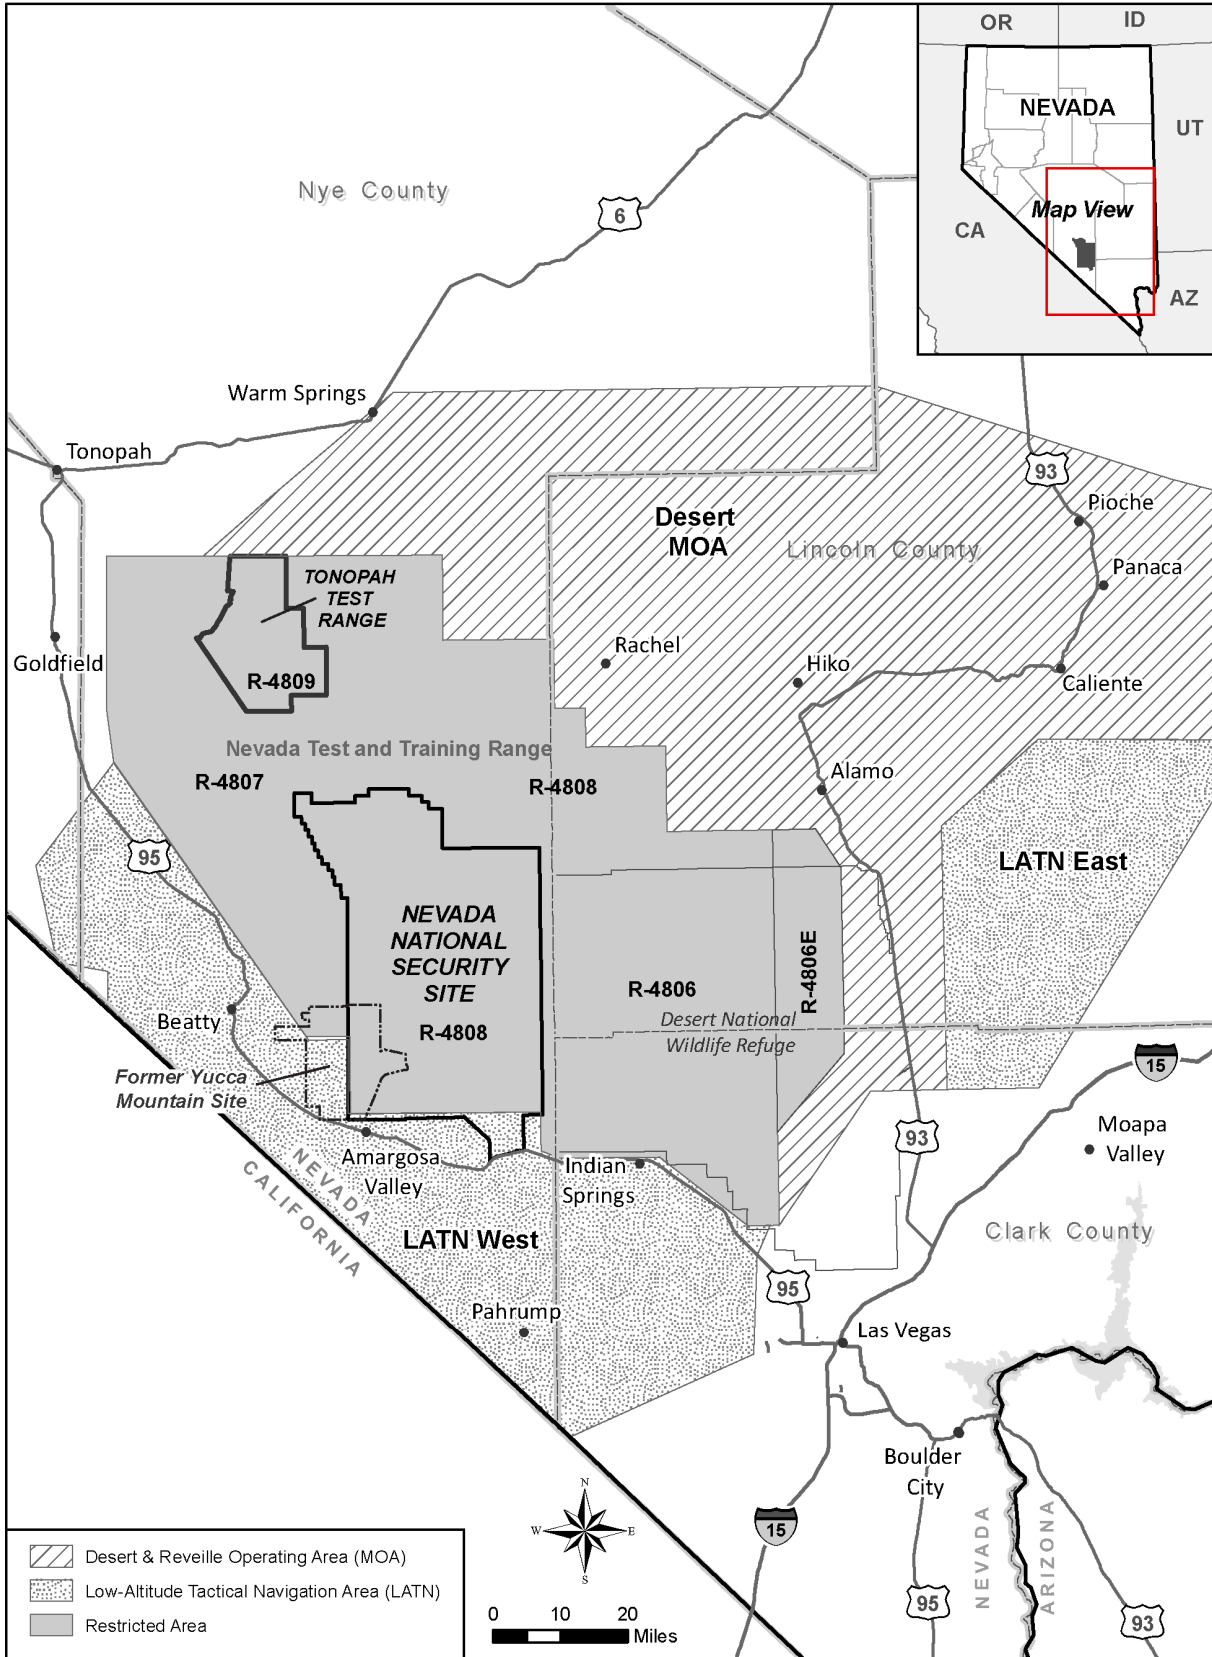 OR
ID
NEVADA
UT
Map View
CA
AZ
Nye County
6
Warm Springs
Tonopah
93
Pioche
Desert
MOA
Lincoln County
Panaca
TONOPAH
TEST
RANGE
Rachel
Hiko
Goldfield
R-4809
Caliente
Nevada Test and Training Range
R-4807
R-4808
Alamo
95
LATN East
NEVADA
NATIONAL
SECURITY
SITE
R-4806
R-4806E
Beatty
R-4808
Desert National
Wildlife Refuge
15
Former Yucca
Mountain Site
93
Moapa
Valley
Amargosa
Valley
Indian
Springs
NEVADA
CALIFORNIA
LATN West
Clark County
95
Pahrump
Las Vegas
Boulder
City
N
W
E
S
15
NEVADA
ARIZONA
95
93
Desert & Reveille Operating Area (MOA)
Low-Altitude Tactical Navigation Area (LATN)
Restricted Area
0 10 20
Miles